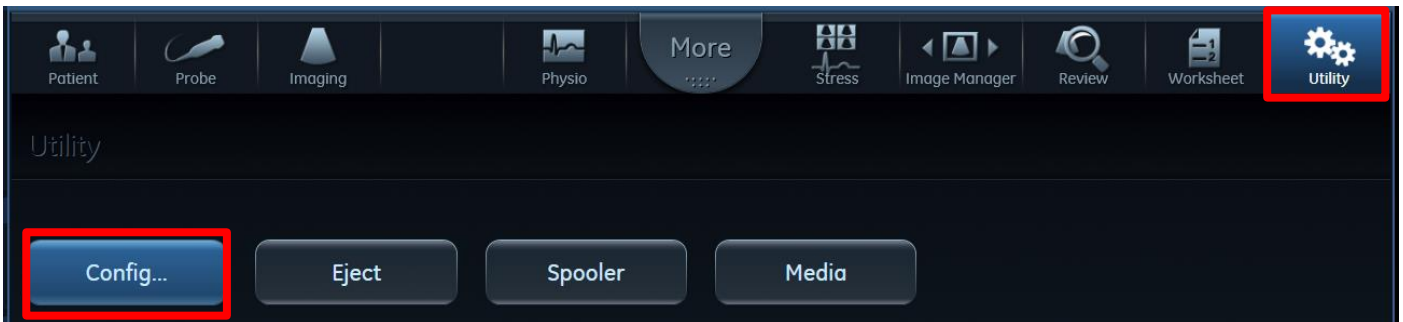 More
Patient Probe Imaging Physio Stress Image Manager Review Worksheet Utility
Utility
Config... Eject Spooler Media